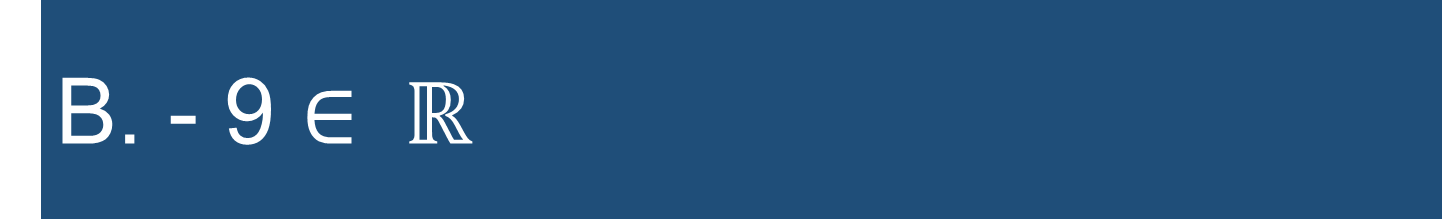 B. - 9 ∈ ℝ